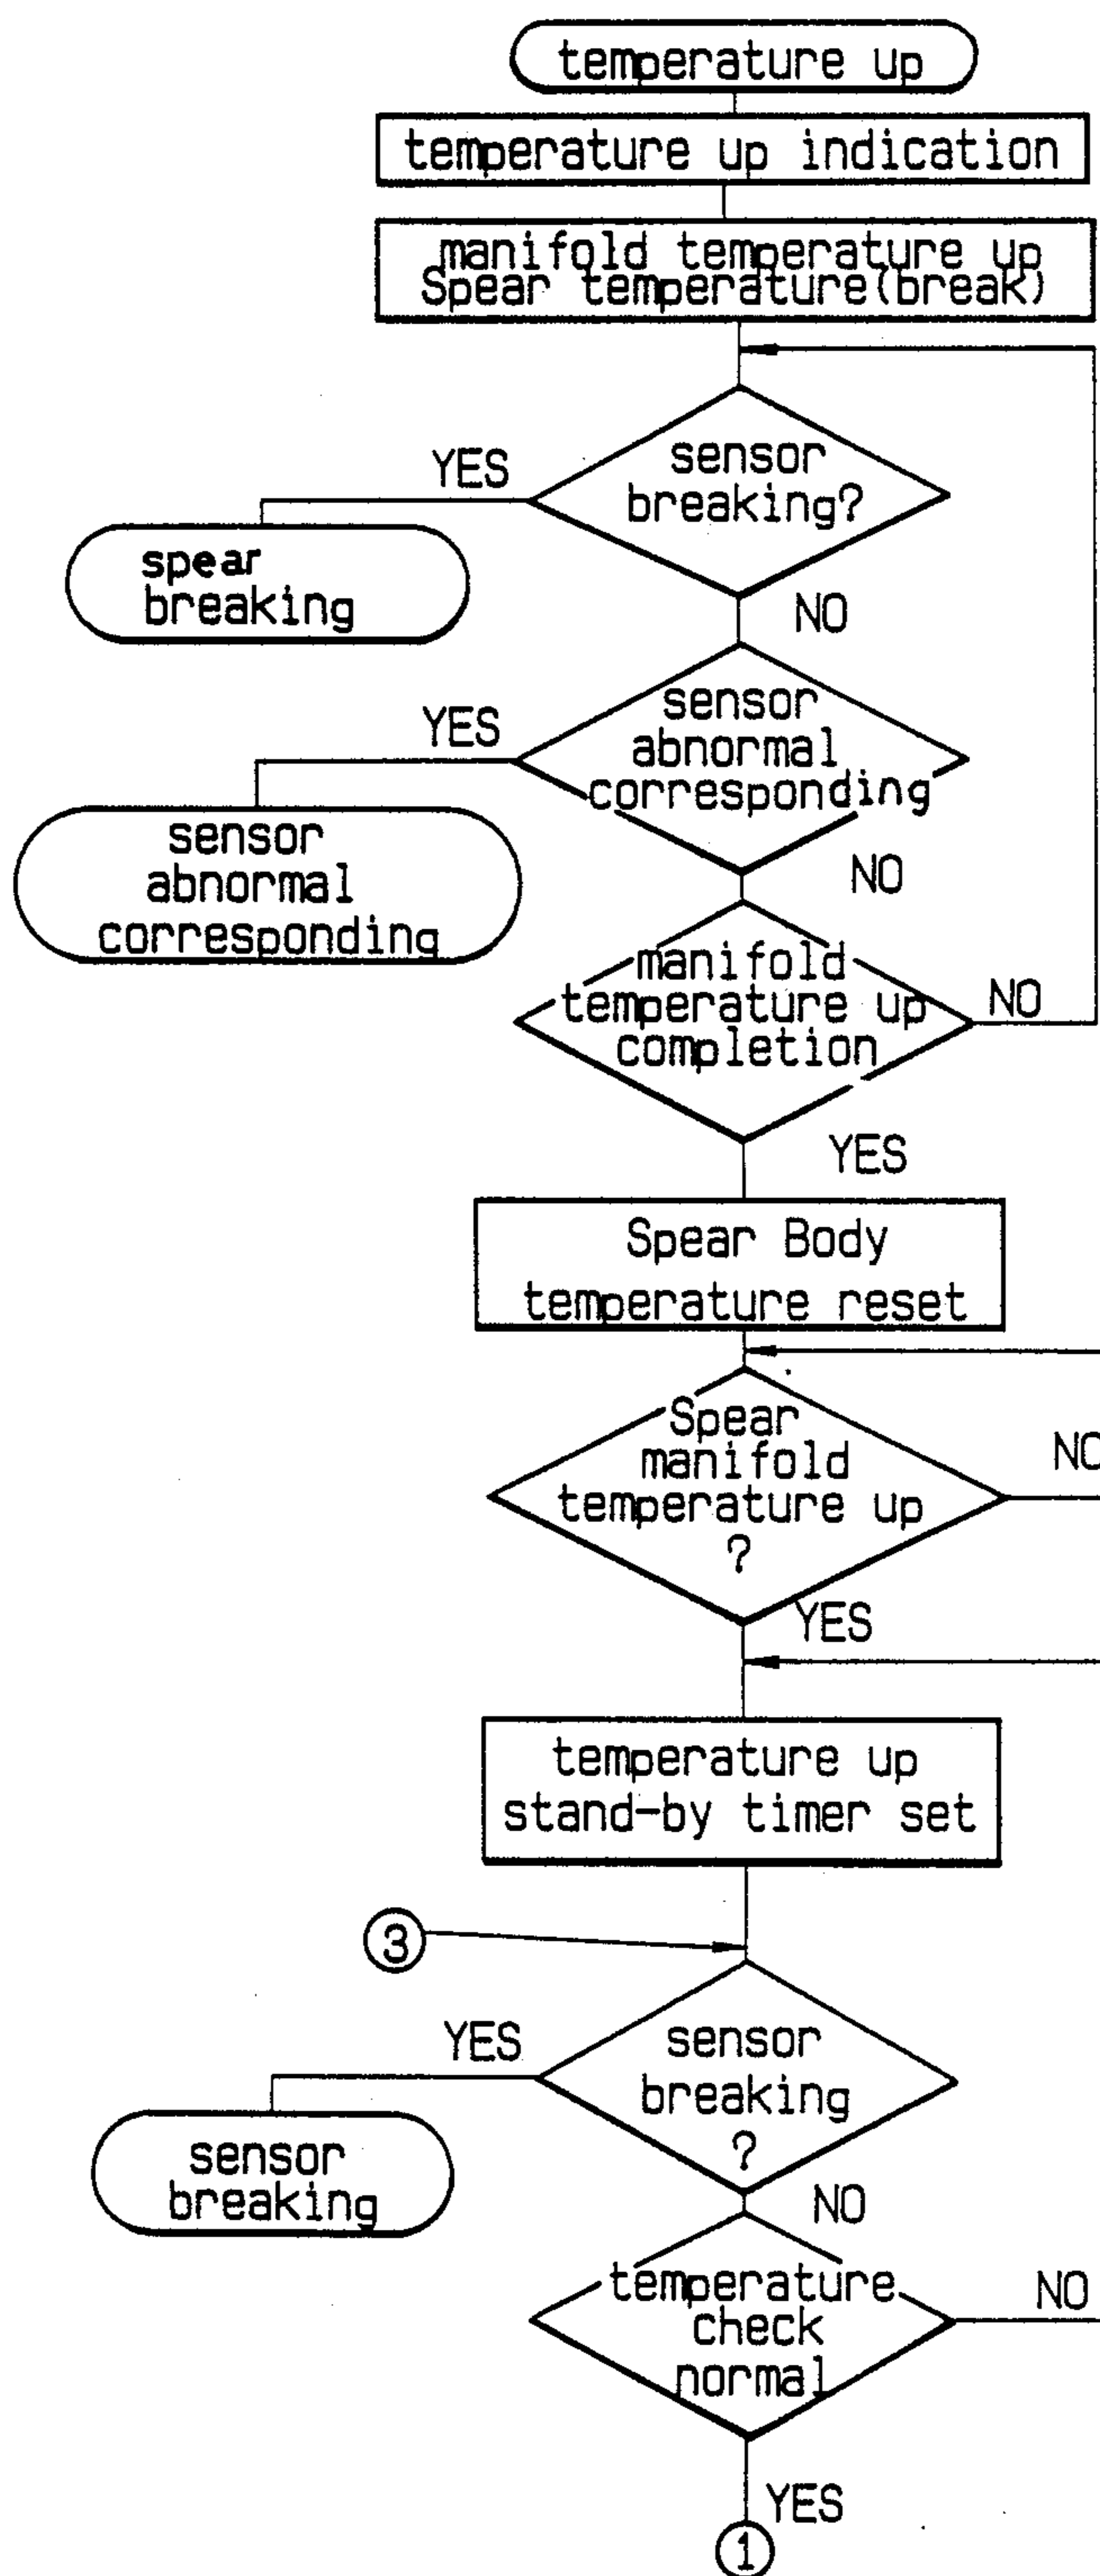 temperature up
temperature up indication
manifold temperature up
Spear temperature(break)
sensor
breaking?
YES
spear
breaking
NO
sensor
abnormal
corresponding
YES
sensor
abnormal
corresponding
NO
manifold
temperature up
completion
NO
YES
Spear Body
temperature reset
Spear
manifold
temperature up
?
NO
YES
temperature up
stand-by timer set
3
sensor
breaking
?
YES
sensor
breaking
NO
temperature
check
normal
NO
YES
1